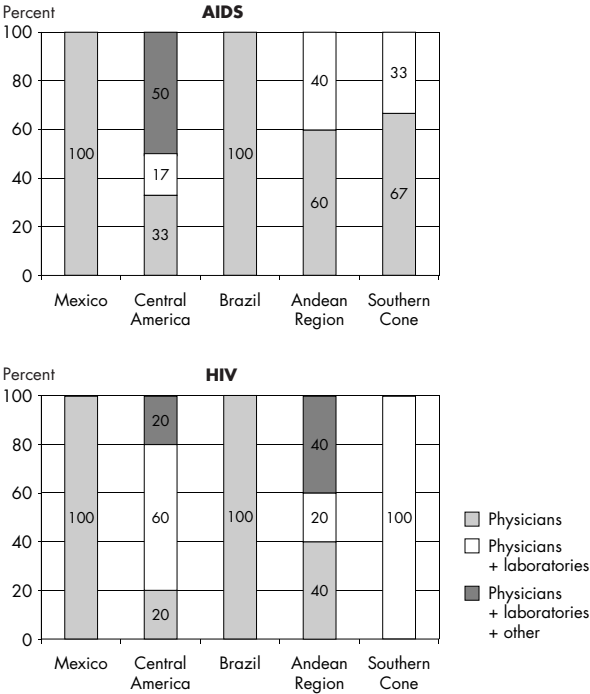 Percent
AIDS
100
80
60
40
20
0
100
50
17
33
100
40
60
33
67
Mexico
Central
America
Brazil
Andean
Region
Southern
Cone
Percent
HIV
100
80
60
40
20
0
100
20
60
20
100
40
20
40
100
Mexico
Central
America
Brazil
Andean
Region
Southern
Cone
Physicians
Physicians
+ laboratories
Physicians
+ laboratories
+ other